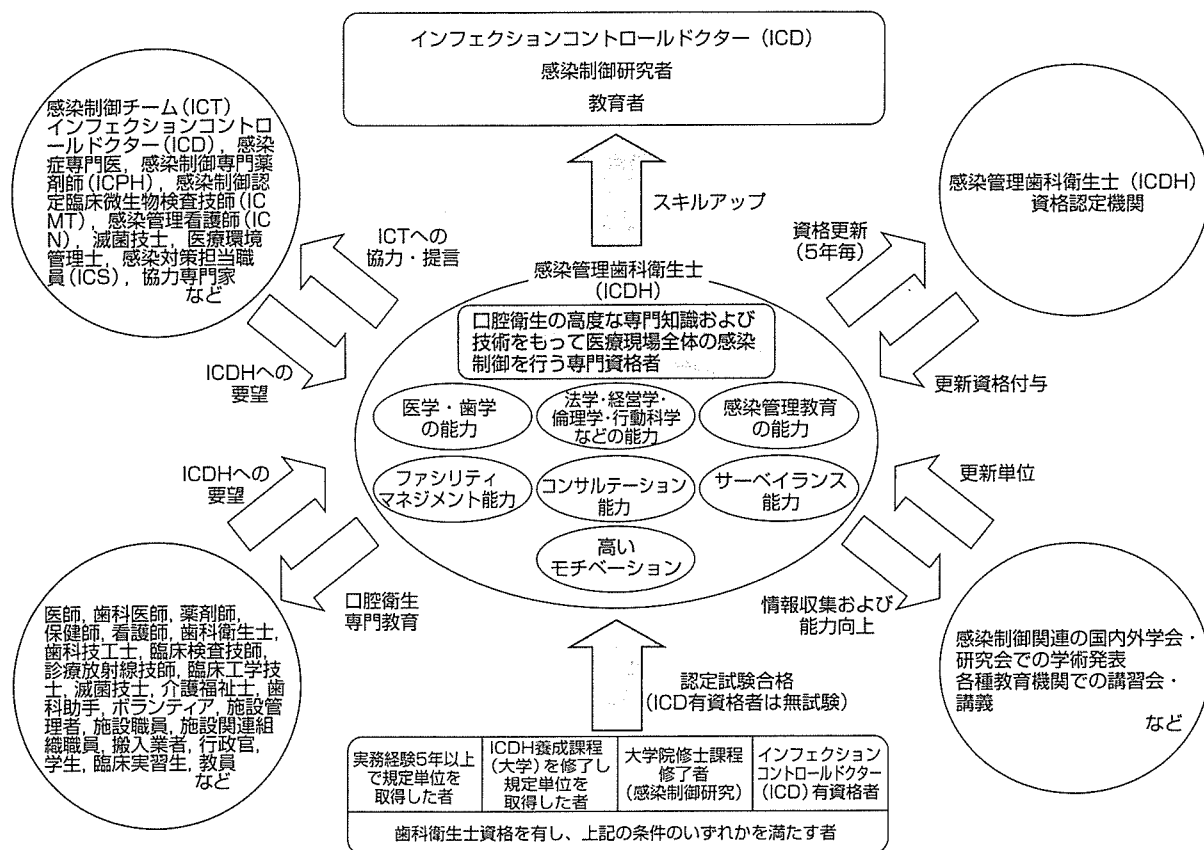 インフェクションコントロールドクター（ICD）
感染制御研究者
教育者
感染制御チーム(ICT)
インフェクションコントロ
ールドクター(ICD)，感染
症専門医，感染制御専門薬
剤師(ICPH)，感染制御認
定臨床微生物検査技師(IC
MT)，感染管理看護師(IC
N)，滅菌技士，医療環境
管理士，感染対策担当職
員(ICS)，協力専門家
など
感染管理歯科衛生士（ICDH）
資格認定機関
スキルアップ
ICTへの
協力・提言
資格更新
(5年毎)
ICDHへの
要望
更新資格付与
感染管理歯科衛生士
(ICDH)
口腔衛生の高度な専門知識および
技術をもって医療現場全体の感染
制御を行う専門資格者
医学・歯学
の能力
法学・経営学・
倫理学・行動科学
などの能力
感染管理教育
の能力
ファシリティ
マネジメント能力
コンサルテーション
能力
サーベイランス
能力
高い
モチベーション
ICDHへの
要望
更新単位
口腔衛生
専門教育
情報収集および
能力向上
医師，歯科医師，薬剤師，
保健師，看護師，歯科衛生士，
歯科技工士，臨床検査技師，
診療放射線技師，臨床工学技
士，滅菌技士，介護福祉士，歯
科助手，ボランティア，施設管
理者，施設職員，施設関連組
織職員，搬入業者，行政官，
学生，臨床実習生，教員
など
感染制御関連の国内外学会・
研究会での学術発表
各種教育機関での講習会・
講義
など
認定試験合格
(ICD有資格者は無試験)
実務経験5年以上
で規定単位を
取得した者
ICDH養成課程
(大学)を修了し
規定単位を
取得した者
大学院修士課程
修了者
(感染制御研究)
インフェクション
コントロールドクター
(ICD)有資格者
歯科衛生士資格を有し、上記の条件のいずれかを満たす者